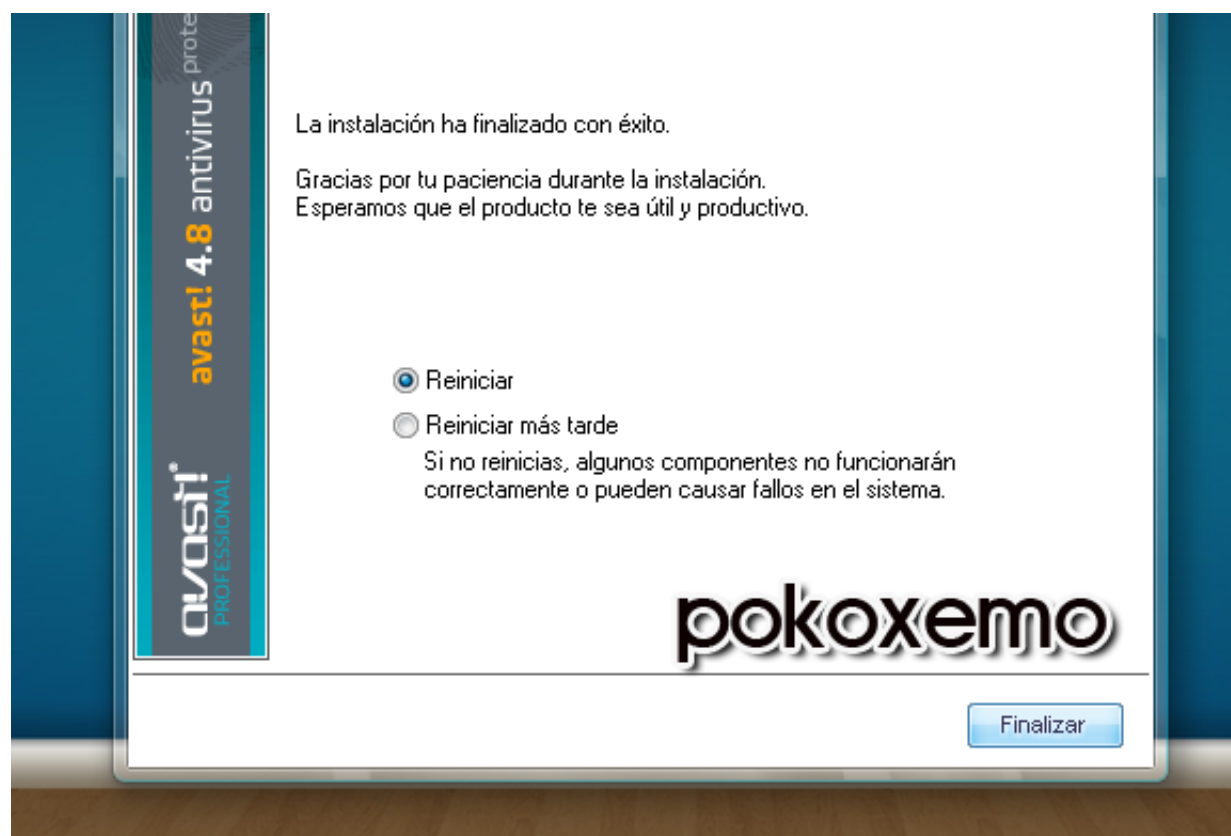 avast! 4.8 antivirus prote
avast!
PROFESSIONAL
La instalación ha finalizado con éxito.
Gracias por tu paciencia durante la instalación.
Esperamos que el producto te sea útil y productivo.
Reiniciar
Reiniciar más tarde
Si no reinicias, algunos componentes no funcionarán
correctamente o pueden causar fallos en el sistema.
pokoxemo
Finalizar